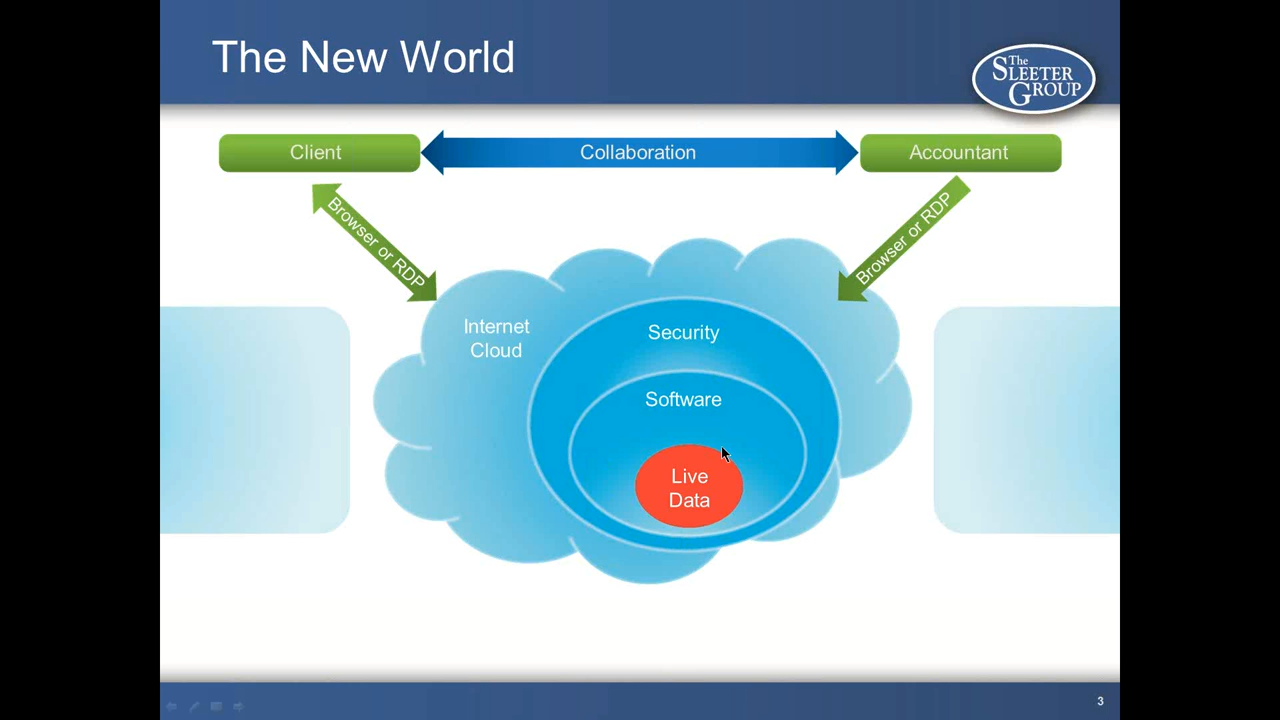 The New World
The
SLEETER
GROUP
Client
Collaboration
Accountant
Browser or RDP
Browser or RDP
Internet
Cloud
Security
Software
Live
Data
3